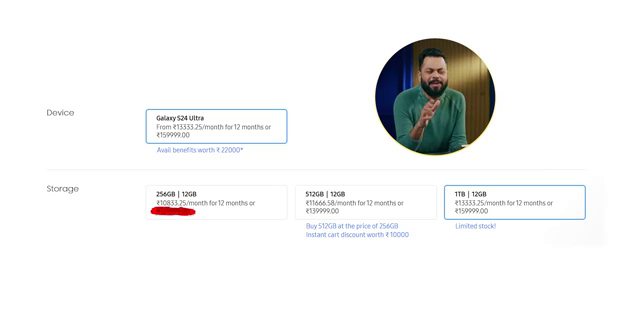 Device
Galaxy S24 Ultra
From ₹13333.25/month for 12 months or
₹159999.00
Avail benefits worth ₹ 22000*
Storage
256GB | 12GB
₹10833.25/month for 12 months or
512GB | 12GB
₹11666.58/month for 12 months or
₹139999.00
Buy 512GB at the price of 256GB
Instant cart discount worth ₹ 10000
1TB | 12GB
₹13333.25/month for 12 months or
₹159999.00
Limited stock!